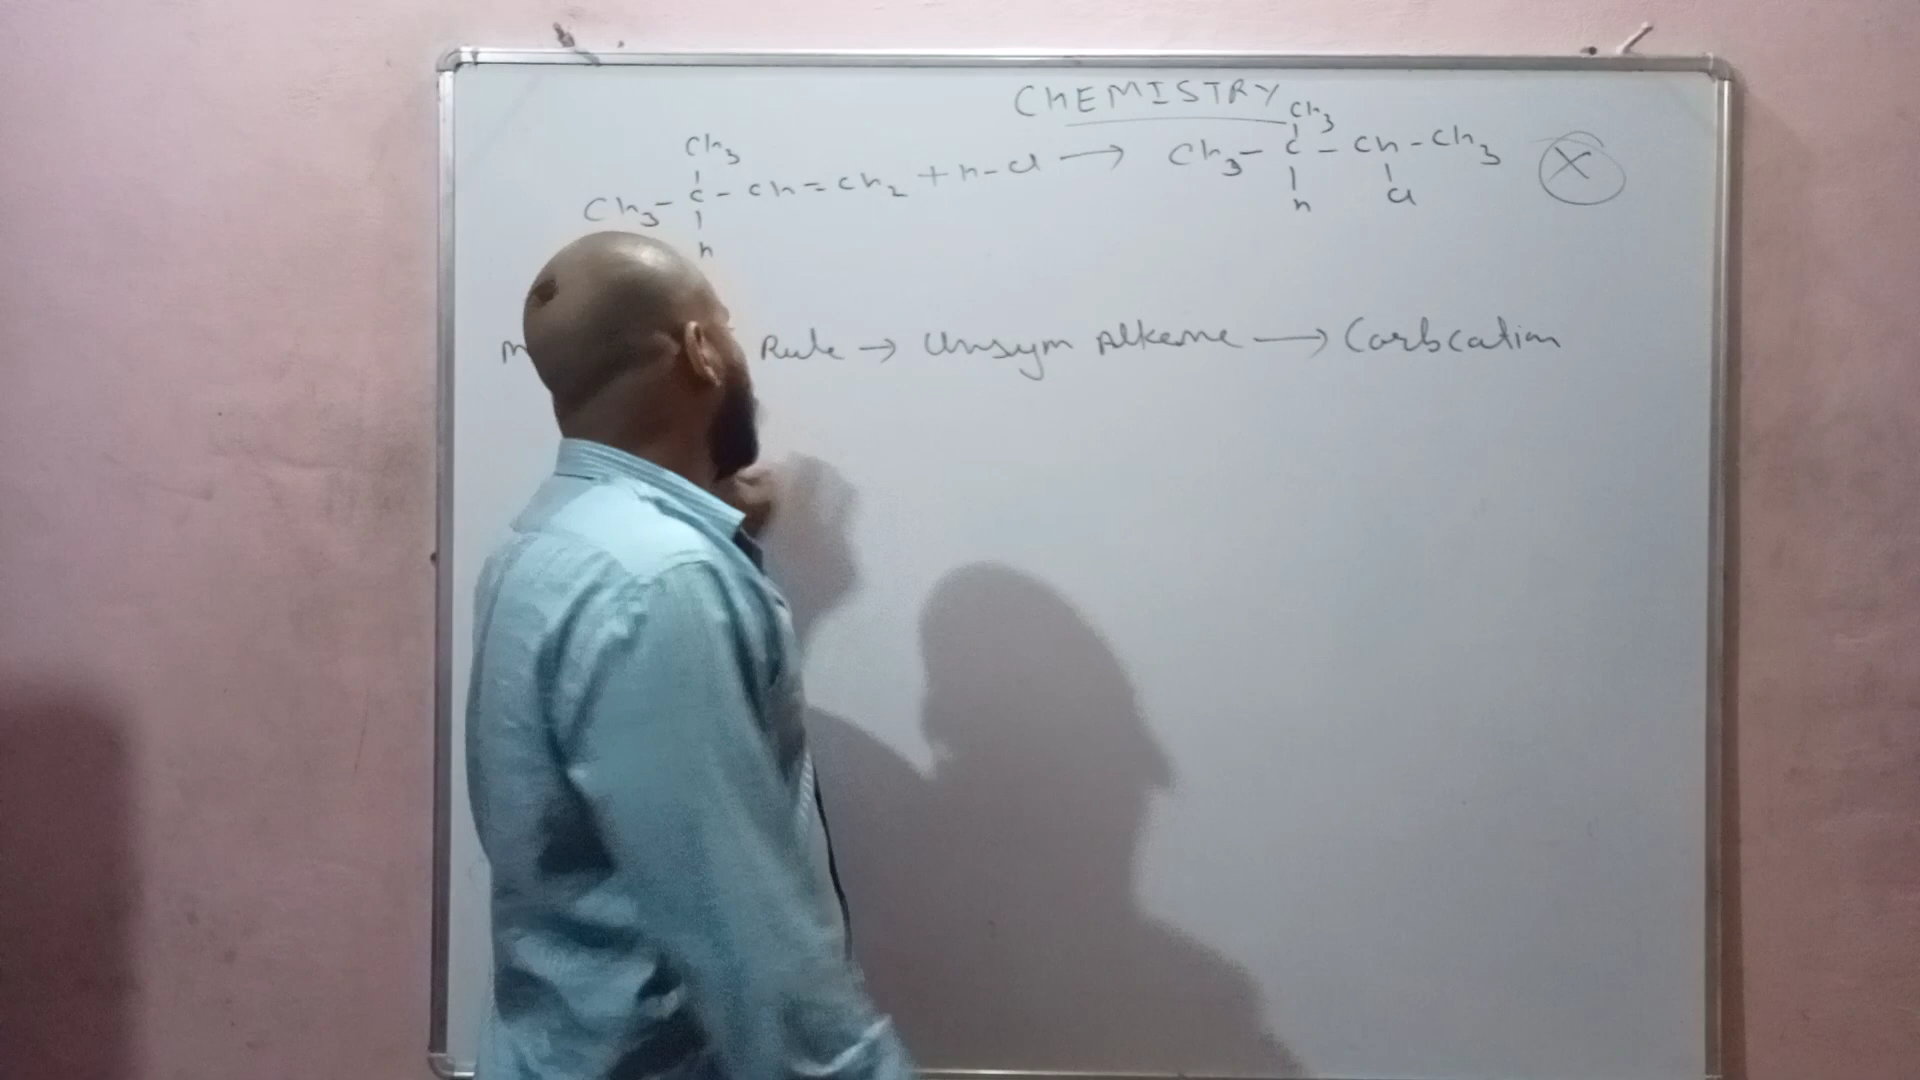 CHEMISTRY
CH3
CH3
CH3 - C - CH = CH2 + H-Cl → CH3 - C - CH - CH3 X
H
H Cl
Rule → Unsym Alkene → Carbcation